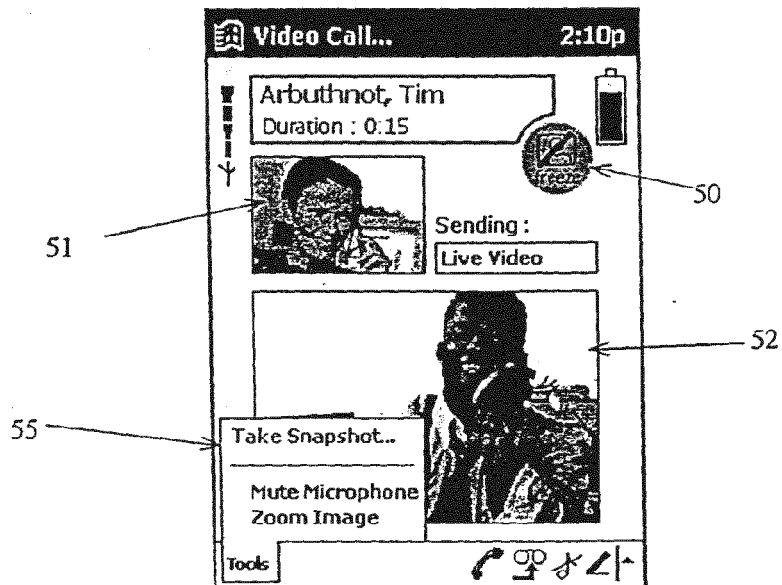 Video Call... 2:10p
Arbuthnot, Tim
Duration : 0:15
Freeze
50
51
Sending :
Live Video
52
55
Take Snapshot...
Mute Microphone
Zoom Image
Tools